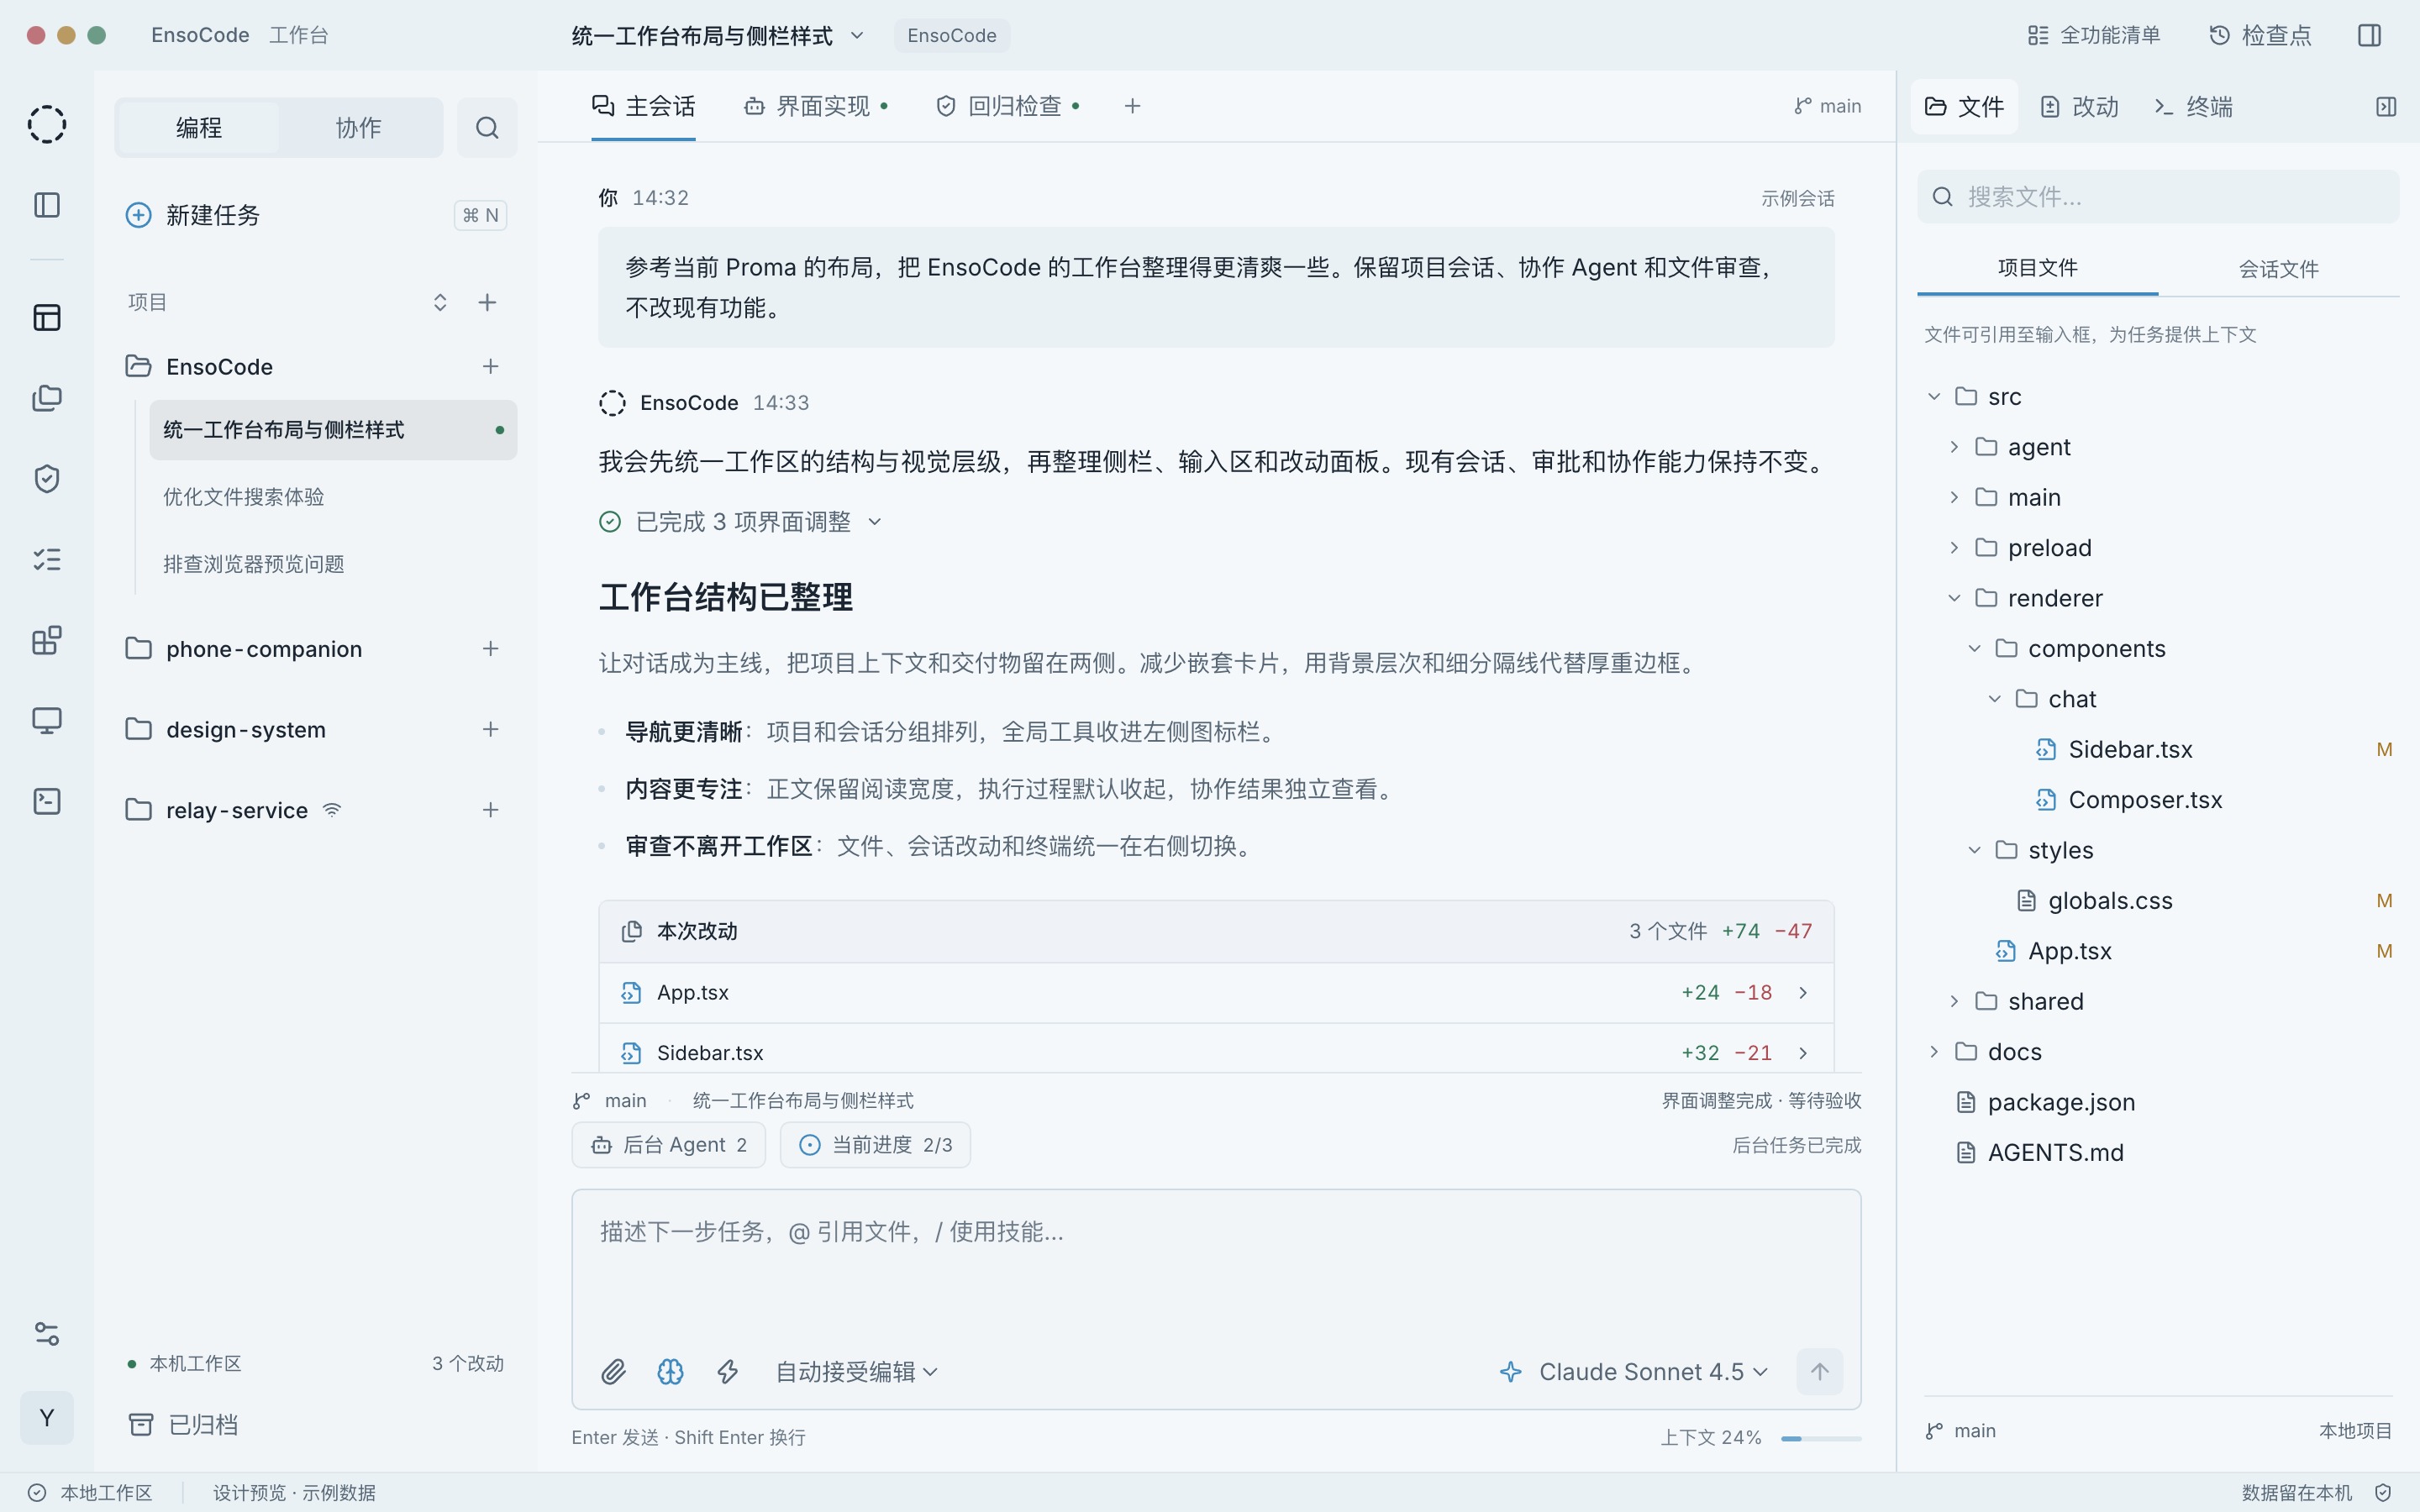 EnsoCode 工作台
统一工作台布局与侧栏样式 EnsoCode
全功能清单 检查点
编程 协作
新建任务 ⌘ N
项目
EnsoCode
统一工作台布局与侧栏样式
优化文件搜索体验
排查浏览器预览问题
phone-companion
design-system
relay-service
本机工作区 3 个改动
已归档
Y
主会话 界面实现 回归检查 main
你 14:32 示例会话
参考当前 Proma 的布局，把 EnsoCode 的工作台整理得更清爽一些。保留项目会话、协作 Agent 和文件审查，
不改现有功能。
EnsoCode 14:33
我会先统一工作区的结构与视觉层级，再整理侧栏、输入区和改动面板。现有会话、审批和协作能力保持不变。
已完成 3 项界面调整
工作台结构已整理
让对话成为主线，把项目上下文和交付物留在两侧。减少嵌套卡片，用背景层次和细分隔线代替厚重边框。
导航更清晰：项目和会话分组排列，全局工具收进左侧图标栏。
内容更专注：正文保留阅读宽度，执行过程默认收起，协作结果独立查看。
审查不离开工作区：文件、会话改动和终端统一在右侧切换。
本次改动 3 个文件 +74 −47
App.tsx +24 −18
Sidebar.tsx +32 −21
main · 统一工作台布局与侧栏样式 界面调整完成 · 等待验收
后台 Agent 2 当前进度 2/3 后台任务已完成
描述下一步任务，@ 引用文件，/ 使用技能...
自动接受编辑 Claude Sonnet 4.5
Enter 发送 · Shift Enter 换行 上下文 24%
文件 改动 终端
搜索文件...
项目文件 会话文件
文件可引用至输入框，为任务提供上下文
src
agent
main
preload
renderer
components
chat
Sidebar.tsx M
Composer.tsx
styles
globals.css M
App.tsx M
shared
docs
package.json
AGENTS.md
main 本地项目
本地工作区 设计预览 · 示例数据 数据留在本机